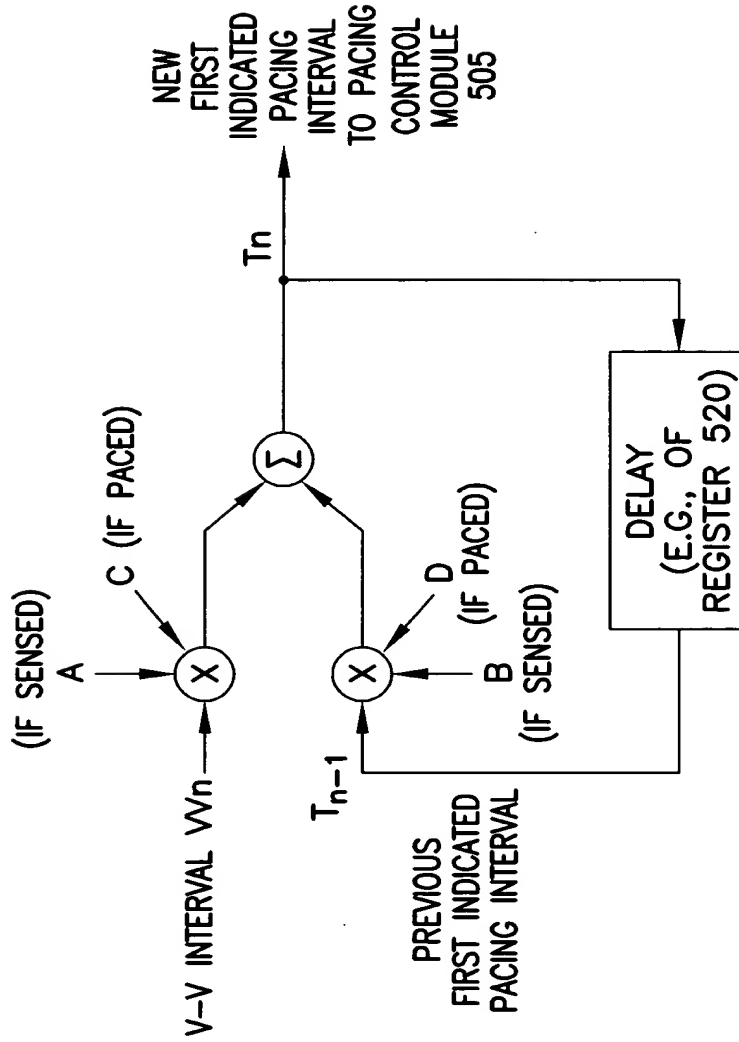 (IF SENSED)
A
C (IF PACED)
V-V INTERVAL VVn
X
Σ
Tn
NEW
FIRST
INDICATED
PACING
INTERVAL
TO PACING
CONTROL
MODULE
505
Tn-1
X
D
(IF PACED)
B
(IF SENSED)
PREVIOUS
FIRST INDICATED
PACING INTERVAL
DELAY
(E.G., OF
REGISTER 520)